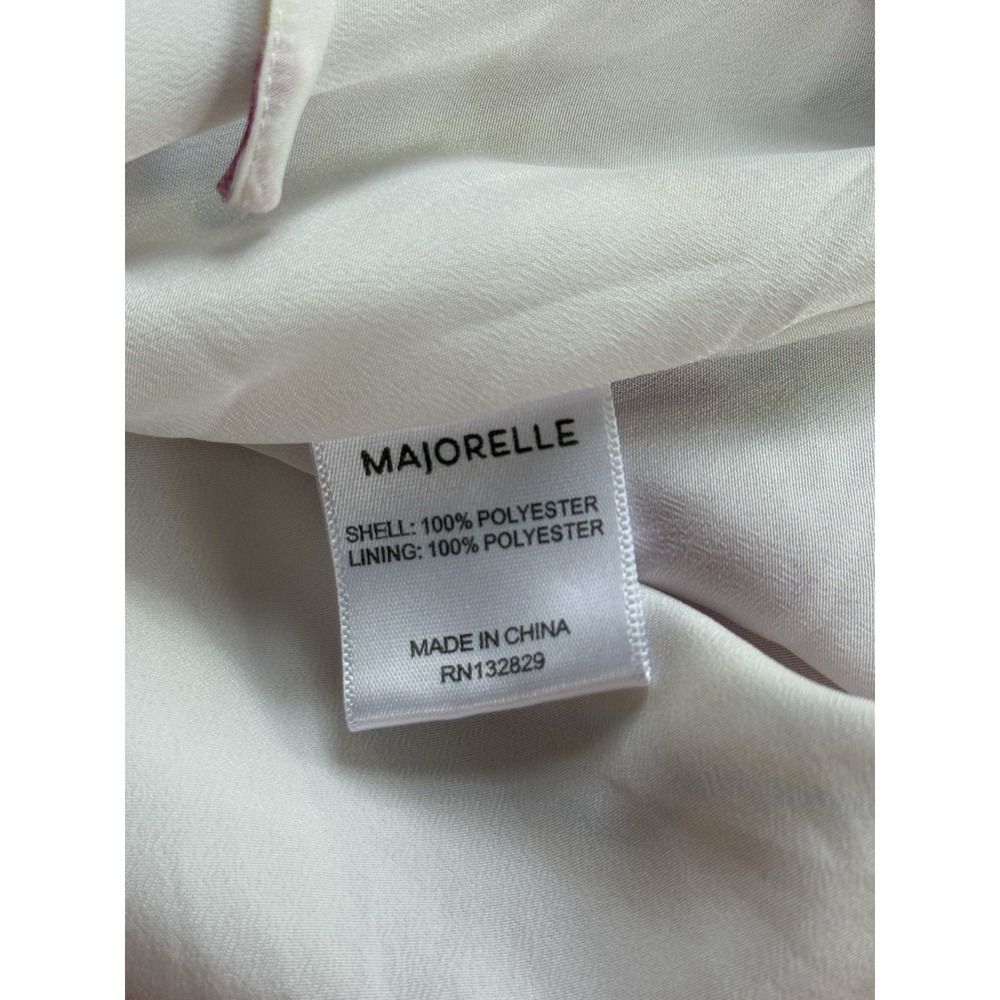 MAJORELLE
SHELL: 100% POLYESTER
LINING: 100% POLYESTER
MADE IN CHINA
RN132829